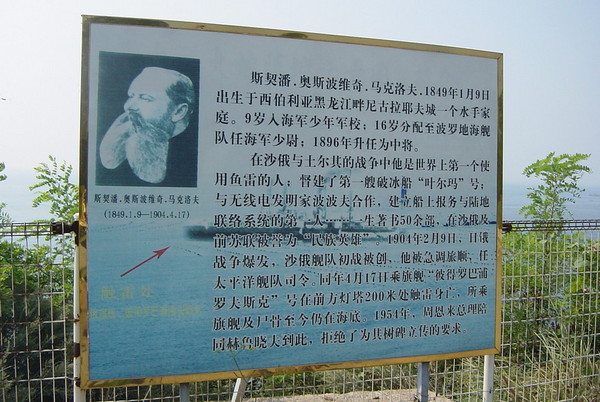 斯契潘.奥斯波维奇.马克洛夫.1849年1月9日
出生于西伯利亚黑龙江畔尼古拉耶夫城一个水手家
庭。9岁入海军少年军校；16岁分配至波罗地海舰
队任海军少尉；1896年升任为中将。
在沙俄与土尔其的战争中他是世界上第一个使
用鱼雷的人；督建了第一艘破冰船“叶尔玛”号；
与无线电发明家波波夫合作，建立船上报务与陆地
联络系统的第一人……一生著书50余部，在沙俄及
前苏联被誉为“民族英雄”。1904年2月9日，日俄
战争爆发，沙俄舰队初战被创，他被急调旅顺，任
太平洋舰队司令。同年4月17日乘旗舰“彼得罗巴浦
罗夫斯克”号在前方灯塔200米处触雷身亡，所乘
旗舰及尸骨至今仍在海底。1954年，周恩来总理陪
同赫鲁晓夫到此，拒绝了为其树碑立传的要求。
斯契潘.奥斯波维奇.马克洛夫
(1849.1.9—1904.4.17)